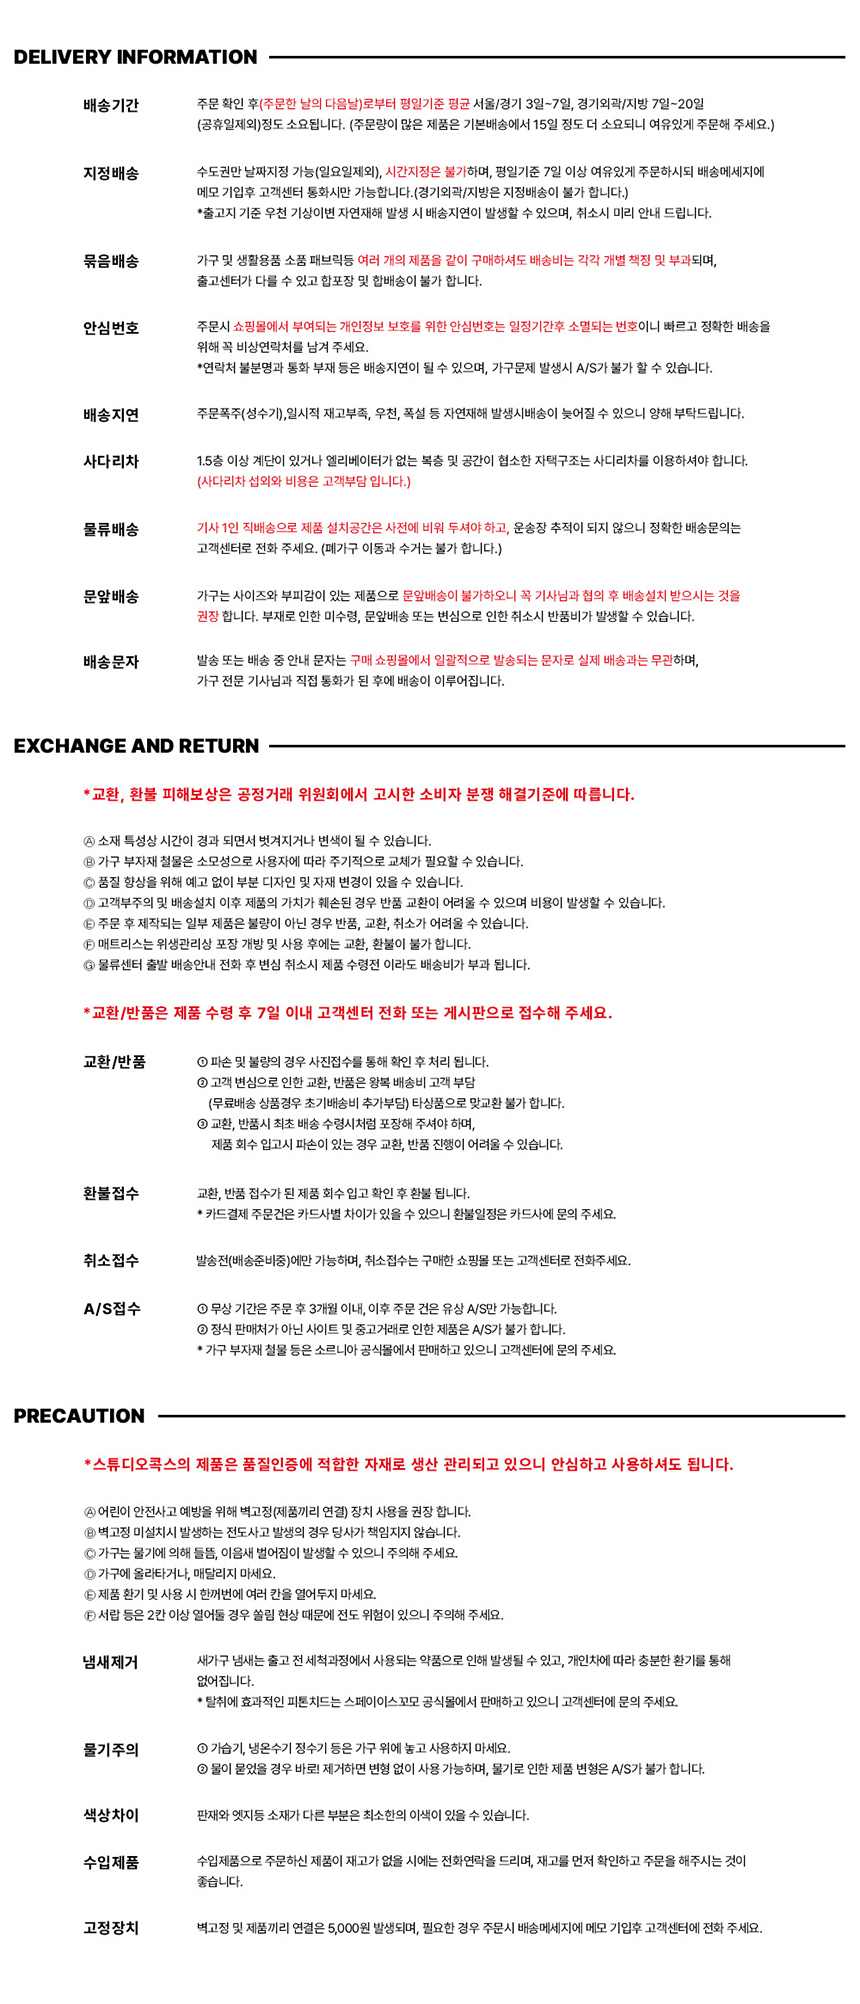 DELIVERY INFORMATION
배송기간
주문 확인 후(주문한 날의 다음날)로부터 평일기준 평균 서울/경기 3일~7일, 경기외곽/지방 7일~20일
(공휴일제외)정도 소요됩니다. (주문량이 많은 제품은 기본배송에서 15일 정도 더 소요되니 여유있게 주문해 주세요.)
지정배송
수도권만 날짜지정 가능(일요일제외), 시간지정은 불가하며, 평일기준 7일 이상 여유있게 주문하시되 배송메세지에
메모 기입후 고객센터 통화시만 가능합니다.(경기외곽/지방은 지정배송이 불가 합니다.)
*출고지 기준 우천 기상이변 자연재해 발생 시 배송지연이 발생할 수 있으며, 취소시 미리 안내 드립니다.
묶음배송
가구 및 생활용품 소품 패브릭등 여러 개의 제품을 같이 구매하셔도 배송비는 각각 개별 책정 및 부과되며,
출고센터가 다를 수 있고 합포장 및 합배송이 불가 합니다.
안심번호
주문시 쇼핑몰에서 부여되는 개인정보 보호를 위한 안심번호는 일정기간후 소멸되는 번호이니 빠르고 정확한 배송을
위해 꼭 비상연락처를 남겨 주세요.
*연락처 불분명과 통화 부재 등은 배송지연이 될 수 있으며, 가구문제 발생시 A/S가 불가 할 수 있습니다.
배송지연
주문폭주(성수기),일시적 재고부족, 우천, 폭설 등 자연재해 발생시배송이 늦어질 수 있으니 양해 부탁드립니다.
사다리차
1.5층 이상 계단이 있거나 엘리베이터가 없는 복층 및 공간이 협소한 자택구조는 사디리차를 이용하셔야 합니다.
(사다리차 섭외와 비용은 고객부담 입니다.)
물류배송
기사 1인 직배송으로 제품 설치공간은 사전에 비워 두셔야 하고, 운송장 추적이 되지 않으니 정확한 배송문의는
고객센터로 전화 주세요. (폐가구 이동과 수거는 불가 합니다.)
문앞배송
가구는 사이즈와 부피감이 있는 제품으로 문앞배송이 불가하오니 꼭 기사님과 협의 후 배송설치 받으시는 것을
권장 합니다. 부재로 인한 미수령, 문앞배송 또는 변심으로 인한 취소시 반품비가 발생할 수 있습니다.
배송문자
발송 또는 배송 중 안내 문자는 구매 쇼핑몰에서 일괄적으로 발송되는 문자로 실제 배송과는 무관하며,
가구 전문 기사님과 직접 통화가 된 후에 배송이 이루어집니다.
EXCHANGE AND RETURN
*교환, 환불 피해보상은 공정거래 위원회에서 고시한 소비자 분쟁 해결기준에 따릅니다.
Ⓐ 소재 특성상 시간이 경과 되면서 벗겨지거나 변색이 될 수 있습니다.
Ⓑ 가구 부자재 철물은 소모성으로 사용자에 따라 주기적으로 교체가 필요할 수 있습니다.
Ⓒ 품질 향상을 위해 예고 없이 부분 디자인 및 자재 변경이 있을 수 있습니다.
Ⓓ 고객부주의 및 배송설치 이후 제품의 가치가 훼손된 경우 반품 교환이 어려울 수 있으며 비용이 발생할 수 있습니다.
Ⓔ 주문 후 제작되는 일부 제품은 불량이 아닌 경우 반품, 교환, 취소가 어려울 수 있습니다.
Ⓕ 매트리스는 위생관리상 포장 개방 및 사용 후에는 교환, 환불이 불가 합니다.
Ⓖ 물류센터 출발 배송안내 전화 후 변심 취소시 제품 수령전 이라도 배송비가 부과 됩니다.
*교환/반품은 제품 수령 후 7일 이내 고객센터 전화 또는 게시판으로 접수해 주세요.
교환/반품
① 파손 및 불량의 경우 사진접수를 통해 확인 후 처리 됩니다.
② 고객 변심으로 인한 교환, 반품은 왕복 배송비 고객 부담
(무료배송 상품경우 초기배송비 추가부담) 타상품으로 맞교환 불가 합니다.
③ 교환, 반품시 최초 배송 수령시처럼 포장해 주셔야 하며,
제품 회수 입고시 파손이 있는 경우 교환, 반품 진행이 어려울 수 있습니다.
환불접수
교환, 반품 접수가 된 제품 회수 입고 확인 후 환불 됩니다.
* 카드결제 주문건은 카드사별 차이가 있을 수 있으니 환불일정은 카드사에 문의 주세요.
취소접수
발송전(배송준비중)에만 가능하며, 취소접수는 구매한 쇼핑몰 또는 고객센터로 전화주세요.
A/S접수
① 무상 기간은 주문 후 3개월 이내, 이후 주문 건은 유상 A/S만 가능합니다.
② 정식 판매처가 아닌 사이트 및 중고거래로 인한 제품은 A/S가 불가 합니다.
* 가구 부자재 철물 등은 소르니아 공식몰에서 판매하고 있으니 고객센터에 문의 주세요.
PRECAUTION
*스튜디오콕스의 제품은 품질인증에 적합한 자재로 생산 관리되고 있으니 안심하고 사용하셔도 됩니다.
Ⓐ 어린이 안전사고 예방을 위해 벽고정(제품끼리 연결) 장치 사용을 권장 합니다.
Ⓑ 벽고정 미설치시 발생하는 전도사고 발생의 경우 당사가 책임지지 않습니다.
Ⓒ 가구는 물기에 의해 들뜸, 이음새 벌어짐이 발생할 수 있으니 주의해 주세요.
Ⓓ 가구에 올라타거나, 매달리지 마세요.
Ⓔ 제품 환기 및 사용 시 한꺼번에 여러 칸을 열어두지 마세요.
Ⓕ 서랍 등은 2칸 이상 열어둘 경우 쏠림 현상 때문에 전도 위험이 있으니 주의해 주세요.
냄새제거
새가구 냄새는 출고 전 세척과정에서 사용되는 약품으로 인해 발생될 수 있고, 개인차에 따라 충분한 환기를 통해
없어집니다.
* 탈취에 효과적인 피톤치드는 스페이이스꼬모 공식몰에서 판매하고 있으니 고객센터에 문의 주세요.
물기주의
① 가습기, 냉온수기 정수기 등은 가구 위에 놓고 사용하지 마세요.
② 물이 묻었을 경우 바로! 제거하면 변형 없이 사용 가능하며, 물기로 인한 제품 변형은 A/S가 불가 합니다.
색상차이
판재와 엣지등 소재가 다른 부분은 최소한의 이색이 있을 수 있습니다.
수입제품
수입제품으로 주문하신 제품이 재고가 없을 시에는 전화연락을 드리며, 재고를 먼저 확인하고 주문을 해주시는 것이
좋습니다.
고정장치
벽고정 및 제품끼리 연결은 5,000원 발생되며, 필요한 경우 주문시 배송메세지에 메모 기입후 고객센터에 전화 주세요.